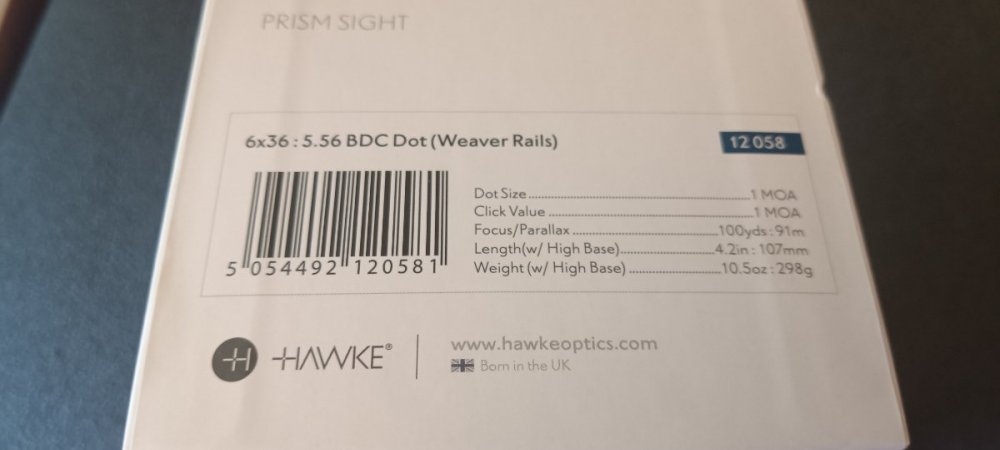 PRISM SIGHT
6x36 : 5.56 BDC Dot (Weaver Rails)
12 058
Dot Size 1 MOA
Click Value 1 MOA
Focus/Parallax 100yds : 91m
Length(w/ High Base) 4.2in : 107mm
Weight (w/ High Base) 10.5oz : 298g
5 054492 120581
HAWKE®
www.hawkeoptics.com
Born in the UK